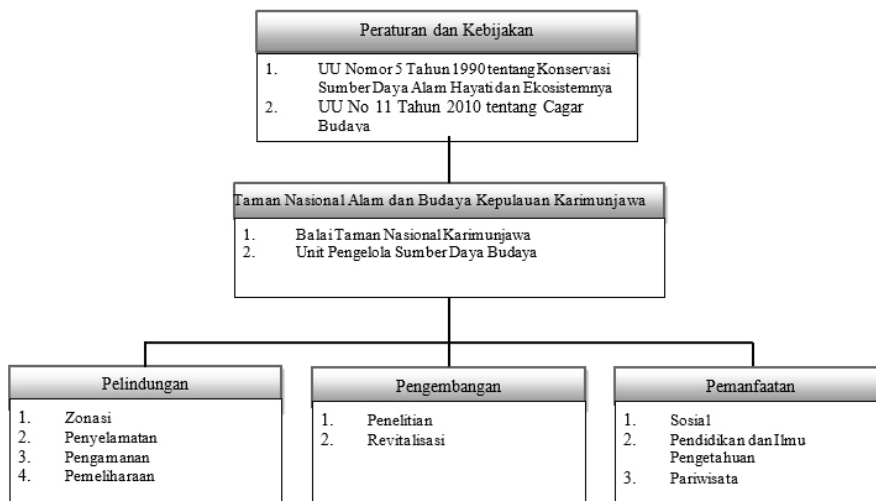 Peraturan dan Kebijakan
1. UU Nomor 5 Tahun 1990 tentang Konservasi
Sumber Daya Alam Hayati dan Ekosistemnya
2. UU No 11 Tahun 2010 tentang Cagar
Budaya
Taman Nasional Alam dan Budaya Kepulauan Karimunjawa
1. Balai Taman Nasional Karimunjawa
2. Unit Pengelola Sumber Daya Budaya
Pelindungan
1. Zonasi
2. Penyelamatan
3. Pengamanan
4. Pemeliharaan
Pengembangan
1. Penelitian
2. Revitalisasi
Pemanfaatan
1. Sosial
2. Pendidikan dan Ilmu
Pengetahuan
3. Pariwisata